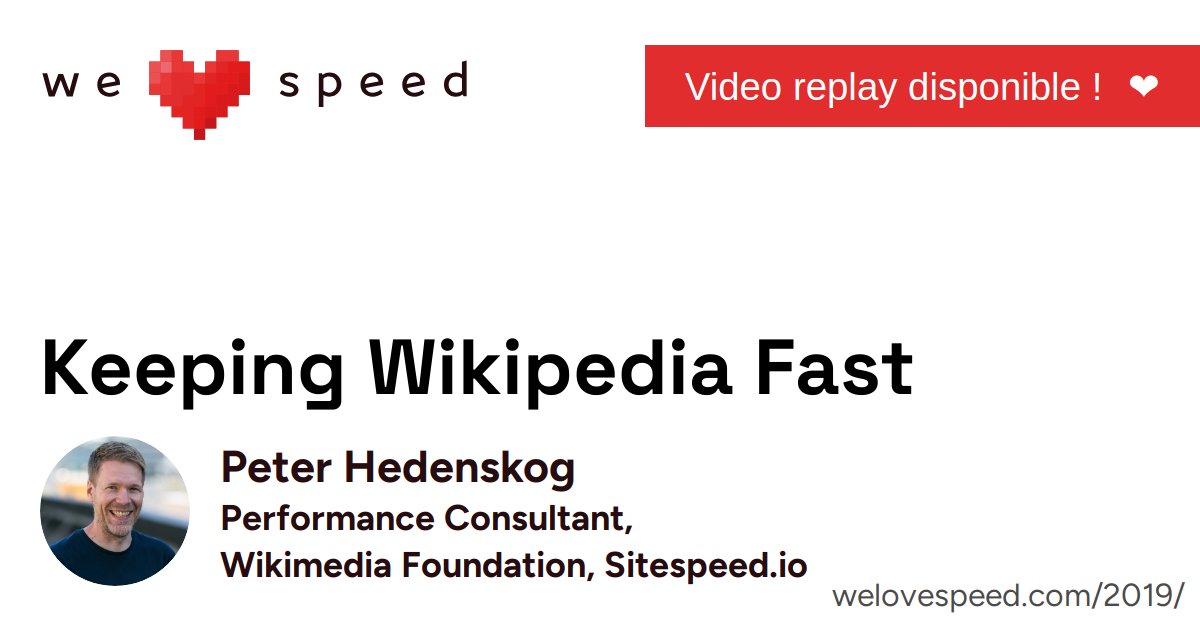 we ❤ speed
Video replay disponible ! ❤
Keeping Wikipedia Fast
Peter Hedenskog
Performance Consultant,
Wikimedia Foundation, Sitespeed.io
welovespeed.com/2019/